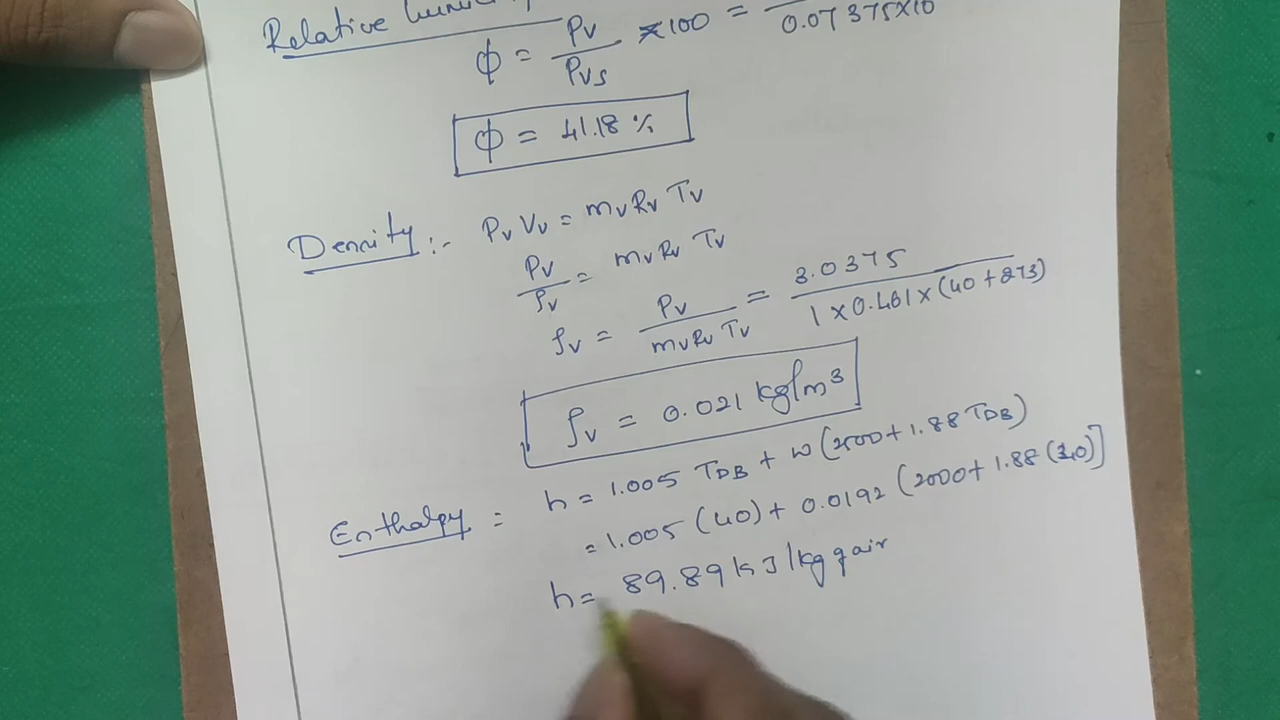 Relative humidity
ϕ = Pv / Pvs × 100 = / 0.07375×10
ϕ = 41.18 %
Density :- Pv Vv = mv Rv Tv
Pv / ρv = mv Rv Tv
ρv = Pv / mv Rv Tv = 3.0375 / 1 × 0.461 × (40 + 273)
ρv = 0.021 kg/m³
Enthalpy : h = 1.005 TDB + w (2500 + 1.88 TDB)
= 1.005 (40) + 0.0192 (2000 + 1.88 (40)]
h = 89.89 kJ/kg of air